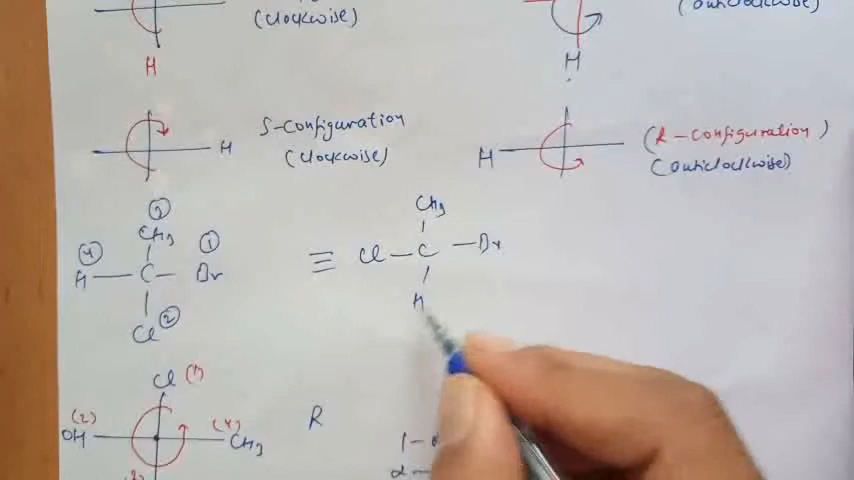 (clockwise)
(anticlockwise)
H
H
S-configuration
(clockwise)
H
(R-configuration)
(anticlockwise)
H
(3)
CH3
(4)
(1)
H C Br
Cl (2)
≡
CH3
Cl - C - Br
H
Cl (1)
(2)
OH
(4)
CH3
R